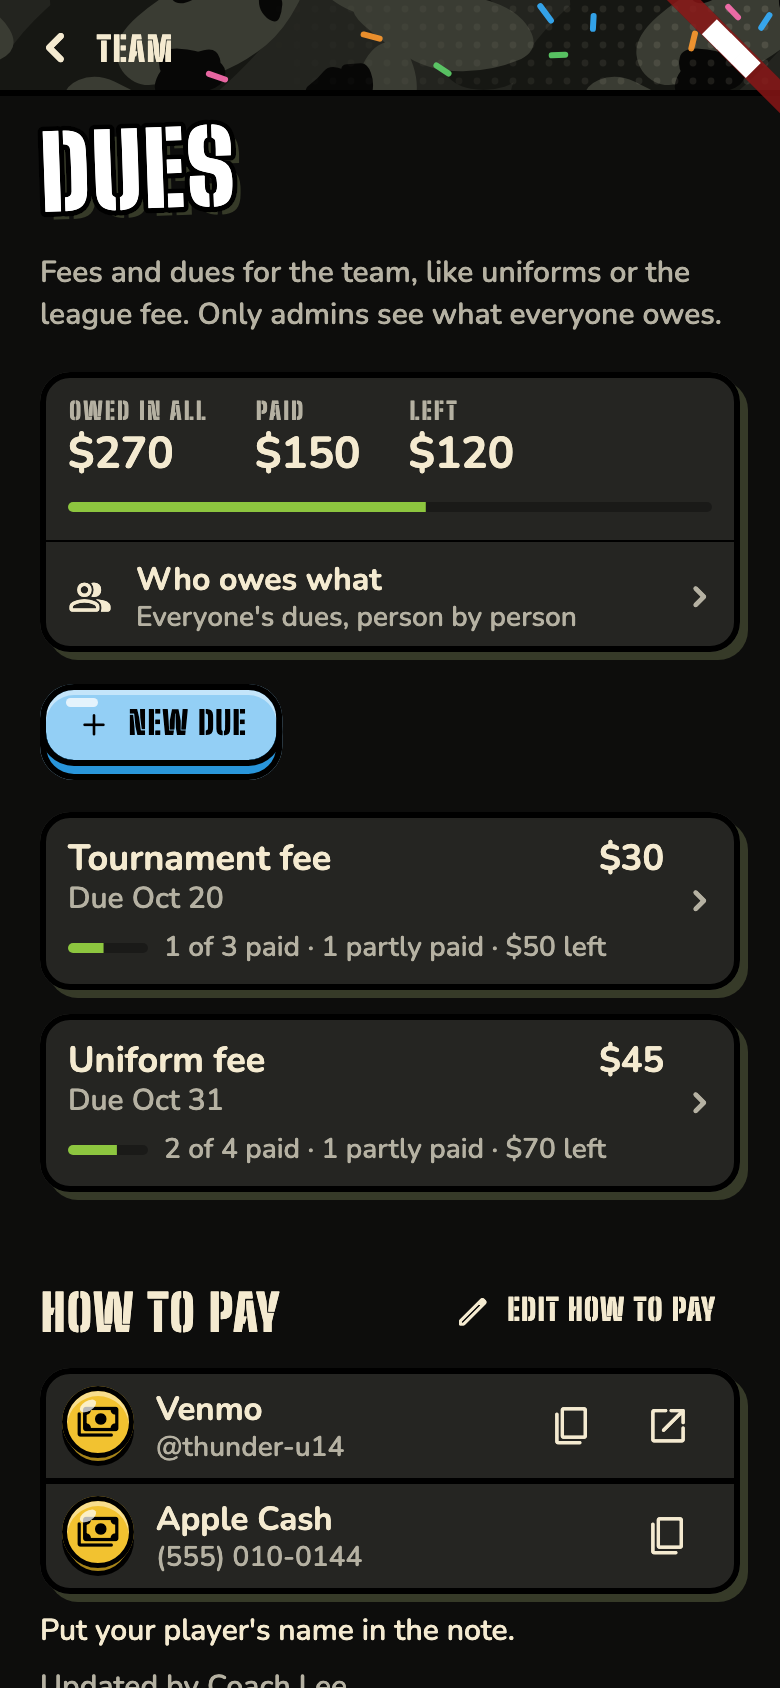 TEAM
DUES
Fees and dues for the team, like uniforms or the
league fee. Only admins see what everyone owes.
OWED IN ALL PAID LEFT
$270 $150 $120
Who owes what
Everyone's dues, person by person
+ NEW DUE
Tournament fee $30
Due Oct 20
1 of 3 paid · 1 partly paid · $50 left
Uniform fee $45
Due Oct 31
2 of 4 paid · 1 partly paid · $70 left
HOW TO PAY EDIT HOW TO PAY
Venmo
@thunder-u14
Apple Cash
(555) 010-0144
Put your player's name in the note.
Updated by Coach Lee